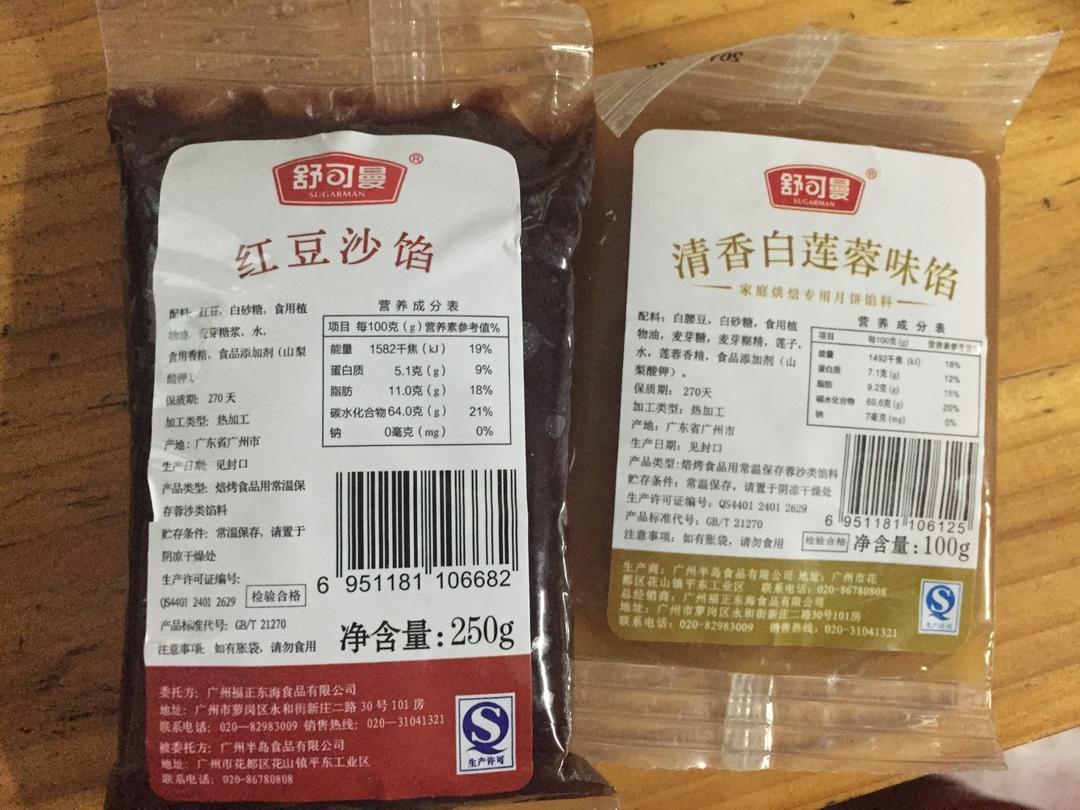 舒可曼®
SUGARMAN
红豆沙馅
配料：红豆，白砂糖，食用植
物油，麦芽糖浆，水，
食用香精，食品添加剂（山梨
酸钾）
保质期：270天
加工类型：热加工
产地：广东省广州市
生产日期：见封口
产品类型：焙烤食品用常温保
存蓉沙类馅料
贮存条件：常温保存，请置于
阴凉干燥处
生产许可证编号：
QS4401 2401 2629 检验合格
产品标准代号：GB/T 21270
注意事项：如有胀袋，请勿食用
营养成分表
项目 每100克（g）营养素参考值%
能量 1582千焦（kJ） 19%
蛋白质 5.1克（g） 9%
脂肪 11.0克（g） 18%
碳水化合物 64.0克（g） 21%
钠 0毫克（mg） 0%
6 951181 106682
净含量：250g
委托方：广州福正东海食品有限公司
地址：广州市萝岗区永和街新庄二路30号101房
联系电话：020—82983009 销售热线：020—31041321
被委托方：广州半岛食品有限公司
地址：广州市花都区花山镇平东工业区
联系电话：020-86780808
生产许可
舒可曼®
SUGARMAN
清香白莲蓉味馅
家庭烘焙专用月饼馅料
配料：白腰豆，白砂糖，食用植
物油，麦芽糖，麦芽糊精，莲子，
水，莲蓉香精，食品添加剂（山
梨酸钾）。
保质期：270天
加工类型：热加工
产地：广东省广州市
生产日期：见封口
产品类型：焙烤食品用常温保存蓉沙类馅料
贮存条件：常温保存，请置于阴凉干燥处
生产许可证编号：QS4401 2401 2629
产品标准代号：GB/T 21270
注意事项：如有胀袋，请勿食用
营养成分表
项目 每100克(g) 营养素参考值%
能量 1492千焦（kJ） 18%
蛋白质 7.1克(g) 12%
脂肪 9.2克(g) 15%
碳水化合物 60.6克(g) 20%
钠 7毫克(mg) 0%
6 951181 106125
检验合格 净含量：100g
生产商：广州半岛食品有限公司 地址：广州市花
都区花山镇平东工业区 联系电话：020-86780808
总经销商：广州福正东海食品有限公司
地址：广州市萝岗区永和街新庄二路30号101房
联系电话：020-82983009 销售热线：020-31041321
生产许可